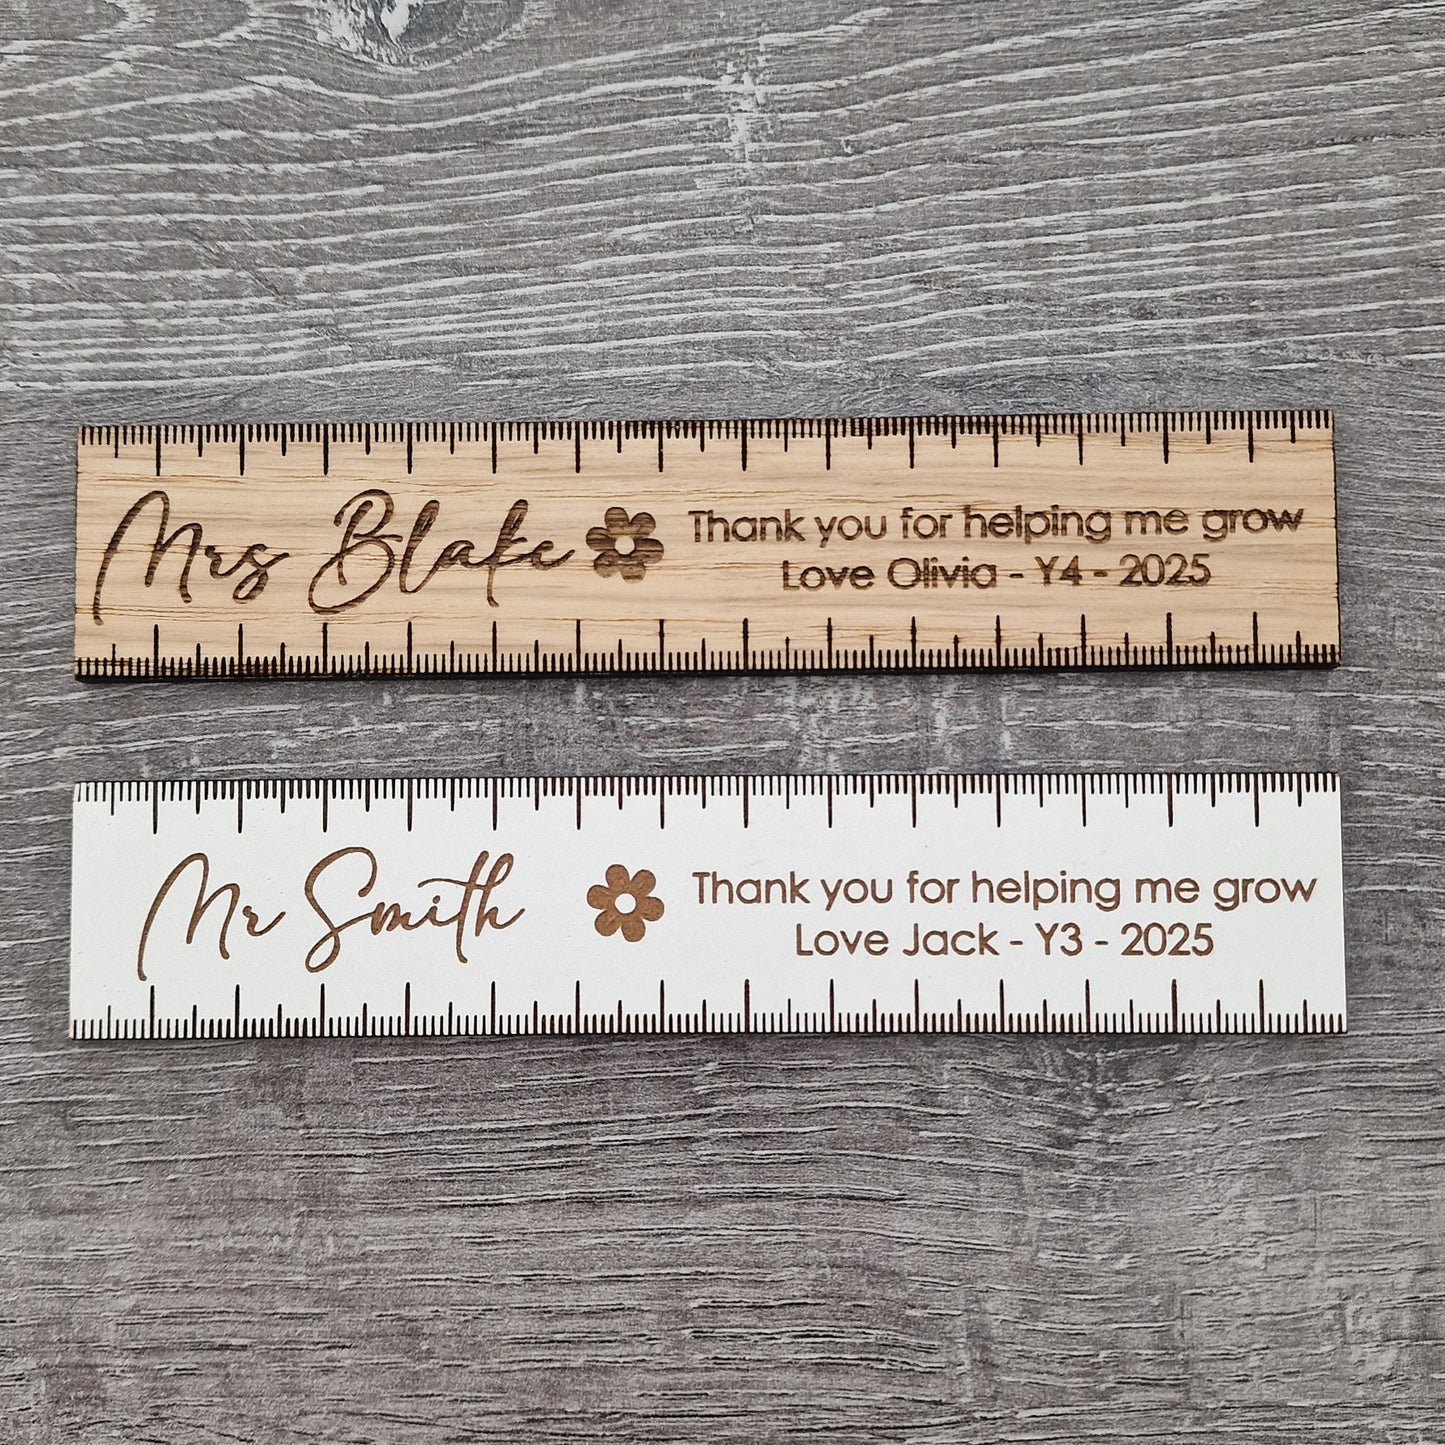 Mrs Blake
Thank you for helping me grow
Love Olivia - Y4 - 2025
Mr Smith
Thank you for helping me grow
Love Jack - Y3 - 2025